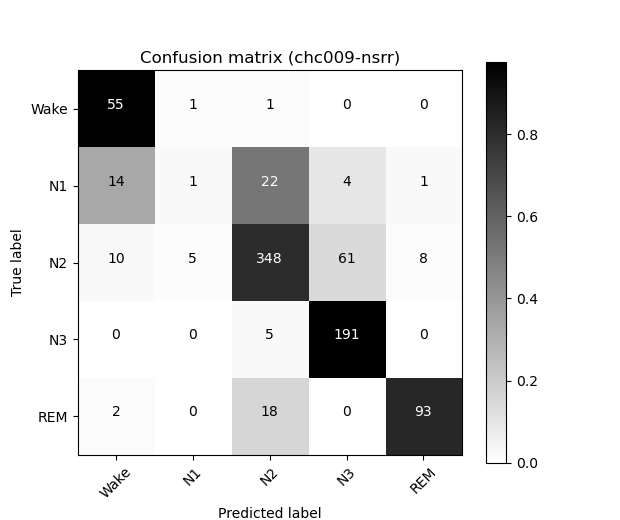 Confusion matrix (chc009-nsrr)
True label
Wake 55 1 1 0 0
N1 14 1 22 4 1
N2 10 5 348 61 8
N3 0 0 5 191 0
REM 2 0 18 0 93
Wake N1 N2 N3 REM
Predicted label
0.8
0.6
0.4
0.2
0.0